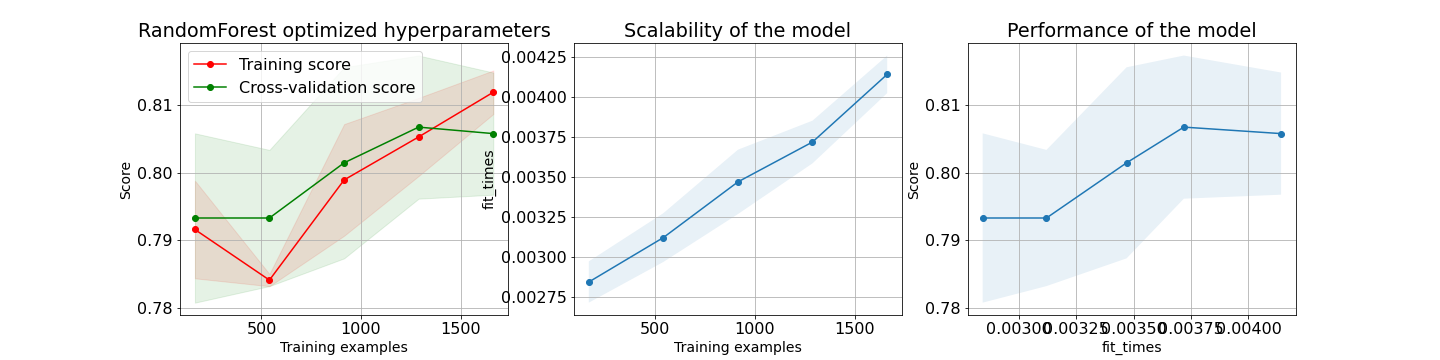 RandomForest optimized hyperparameters
Training score
Cross-validation score
0.81
0.80
0.79
0.78
Score
500 1000 1500
Training examples
Scalability of the model
0.00425
0.00400
0.00375
0.00350
0.00325
0.00300
0.00275
fit_times
500 1000 1500
Training examples
Performance of the model
0.81
0.80
0.79
0.78
Score
0.00300 0.00325 0.00350 0.00375 0.00400
fit_times